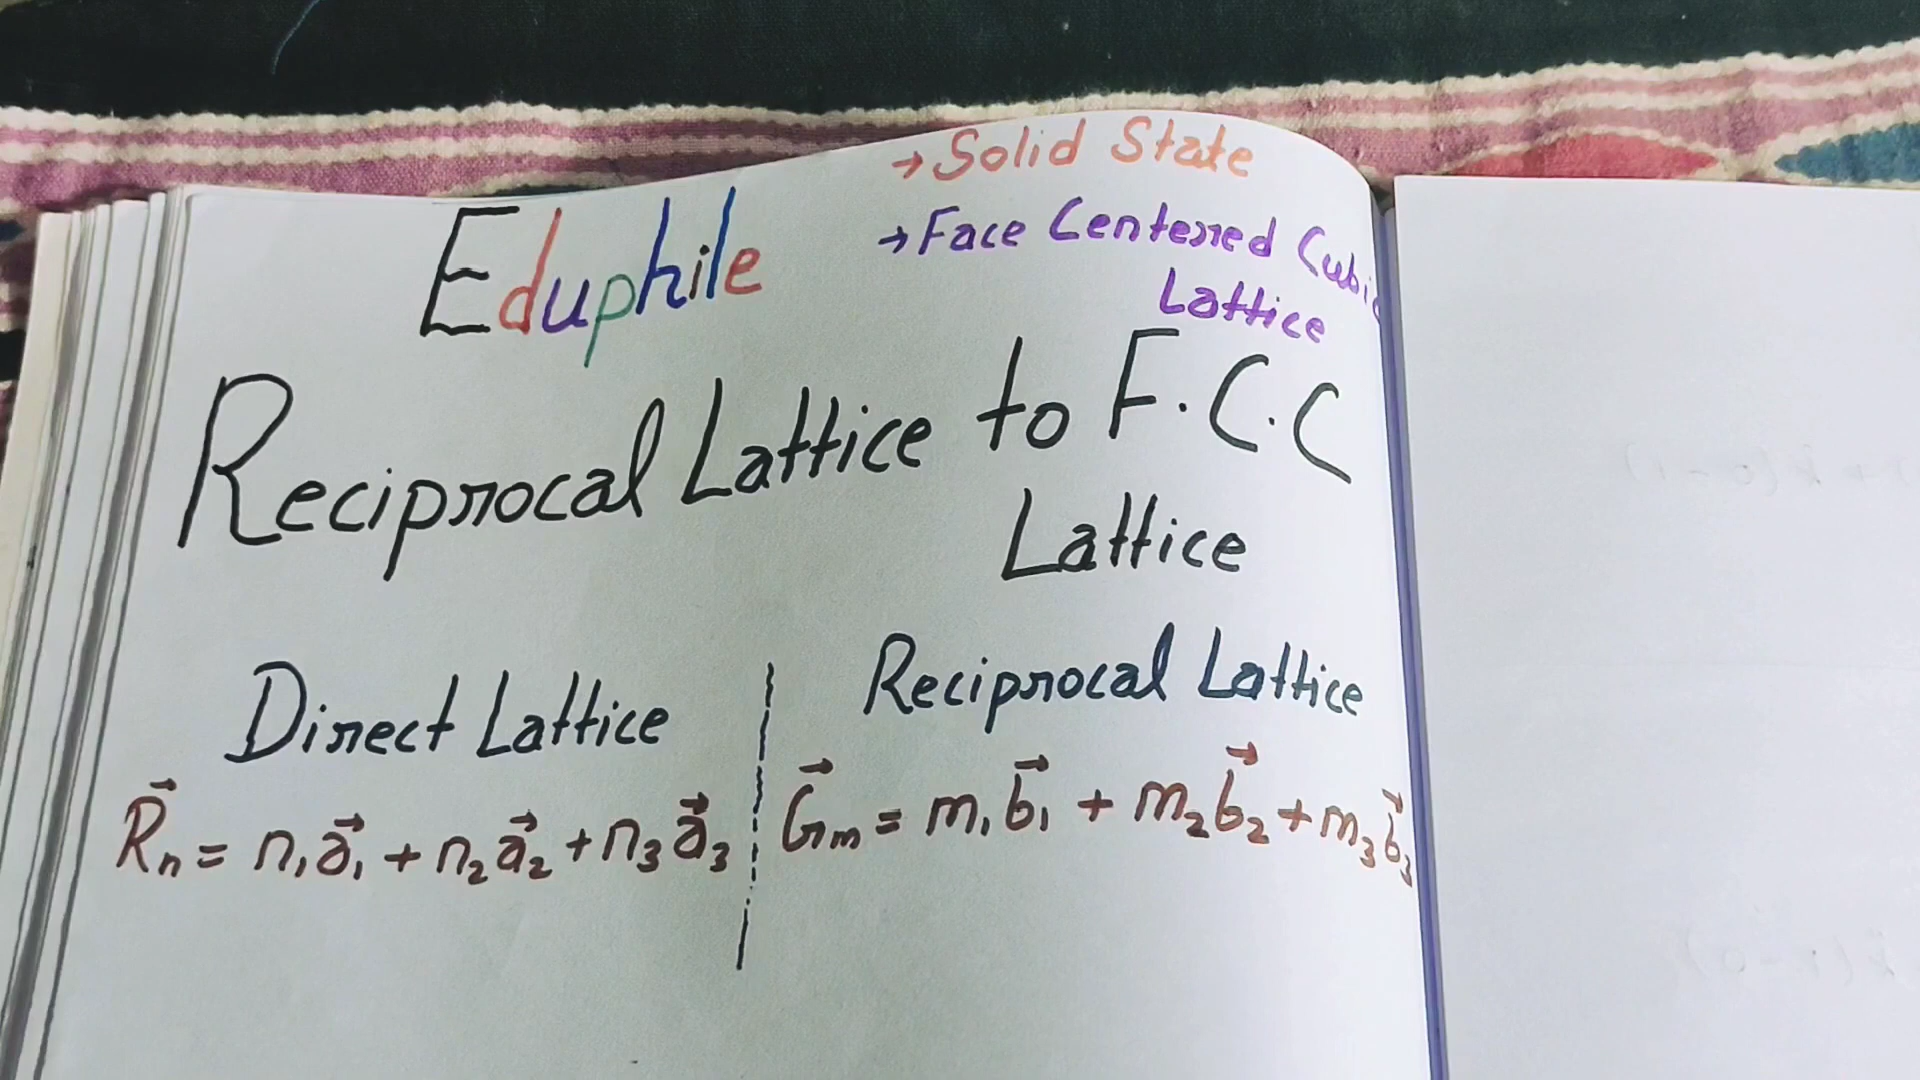 → Solid State
Eduphile
→ Face Centered Cubic
Lattice
Reciprocal Lattice to F.C.C
Lattice
Direct Lattice
R⃗n = n₁a⃗₁ + n₂a⃗₂ + n₃a⃗₃
Reciprocal Lattice
G⃗m = m₁b⃗₁ + m₂b⃗₂ + m₃b⃗₃